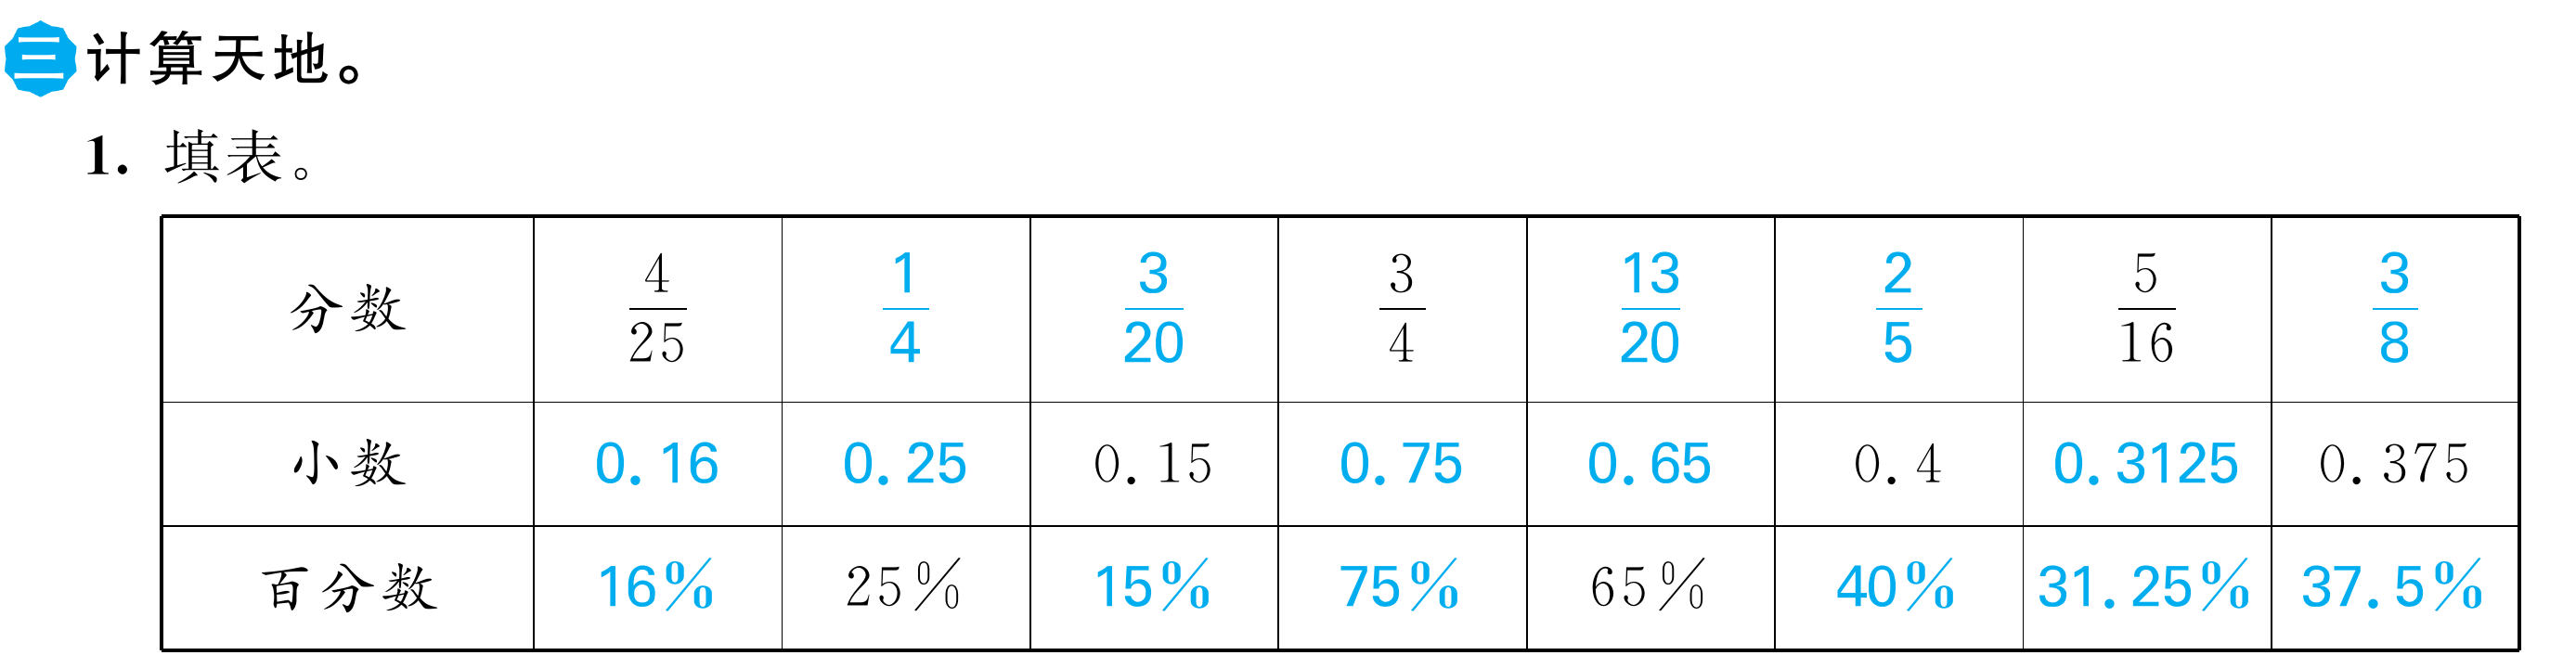 三 计算天地。
1. 填表。
分数 4/25 1/4 3/20 3/4 13/20 2/5 5/16 3/8
小数 0.16 0.25 0.15 0.75 0.65 0.4 0.3125 0.375
百分数 16% 25% 15% 75% 65% 40% 31.25% 37.5%